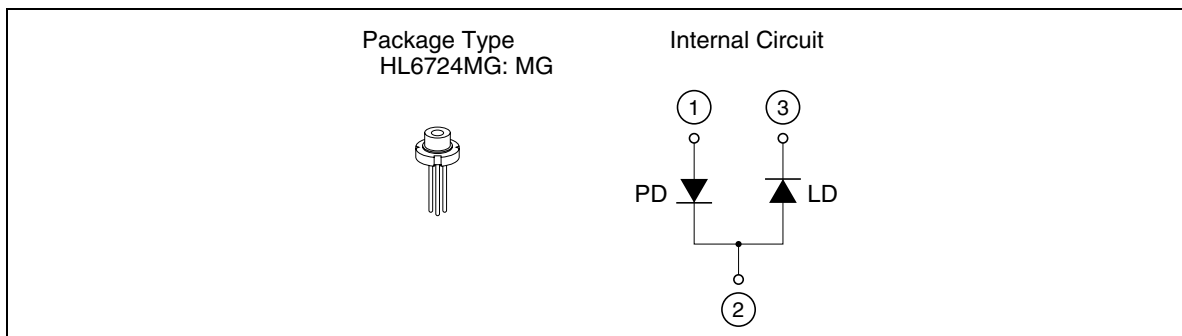 Package Type
HL6724MG: MG
Internal Circuit
1
3
PD
LD
2